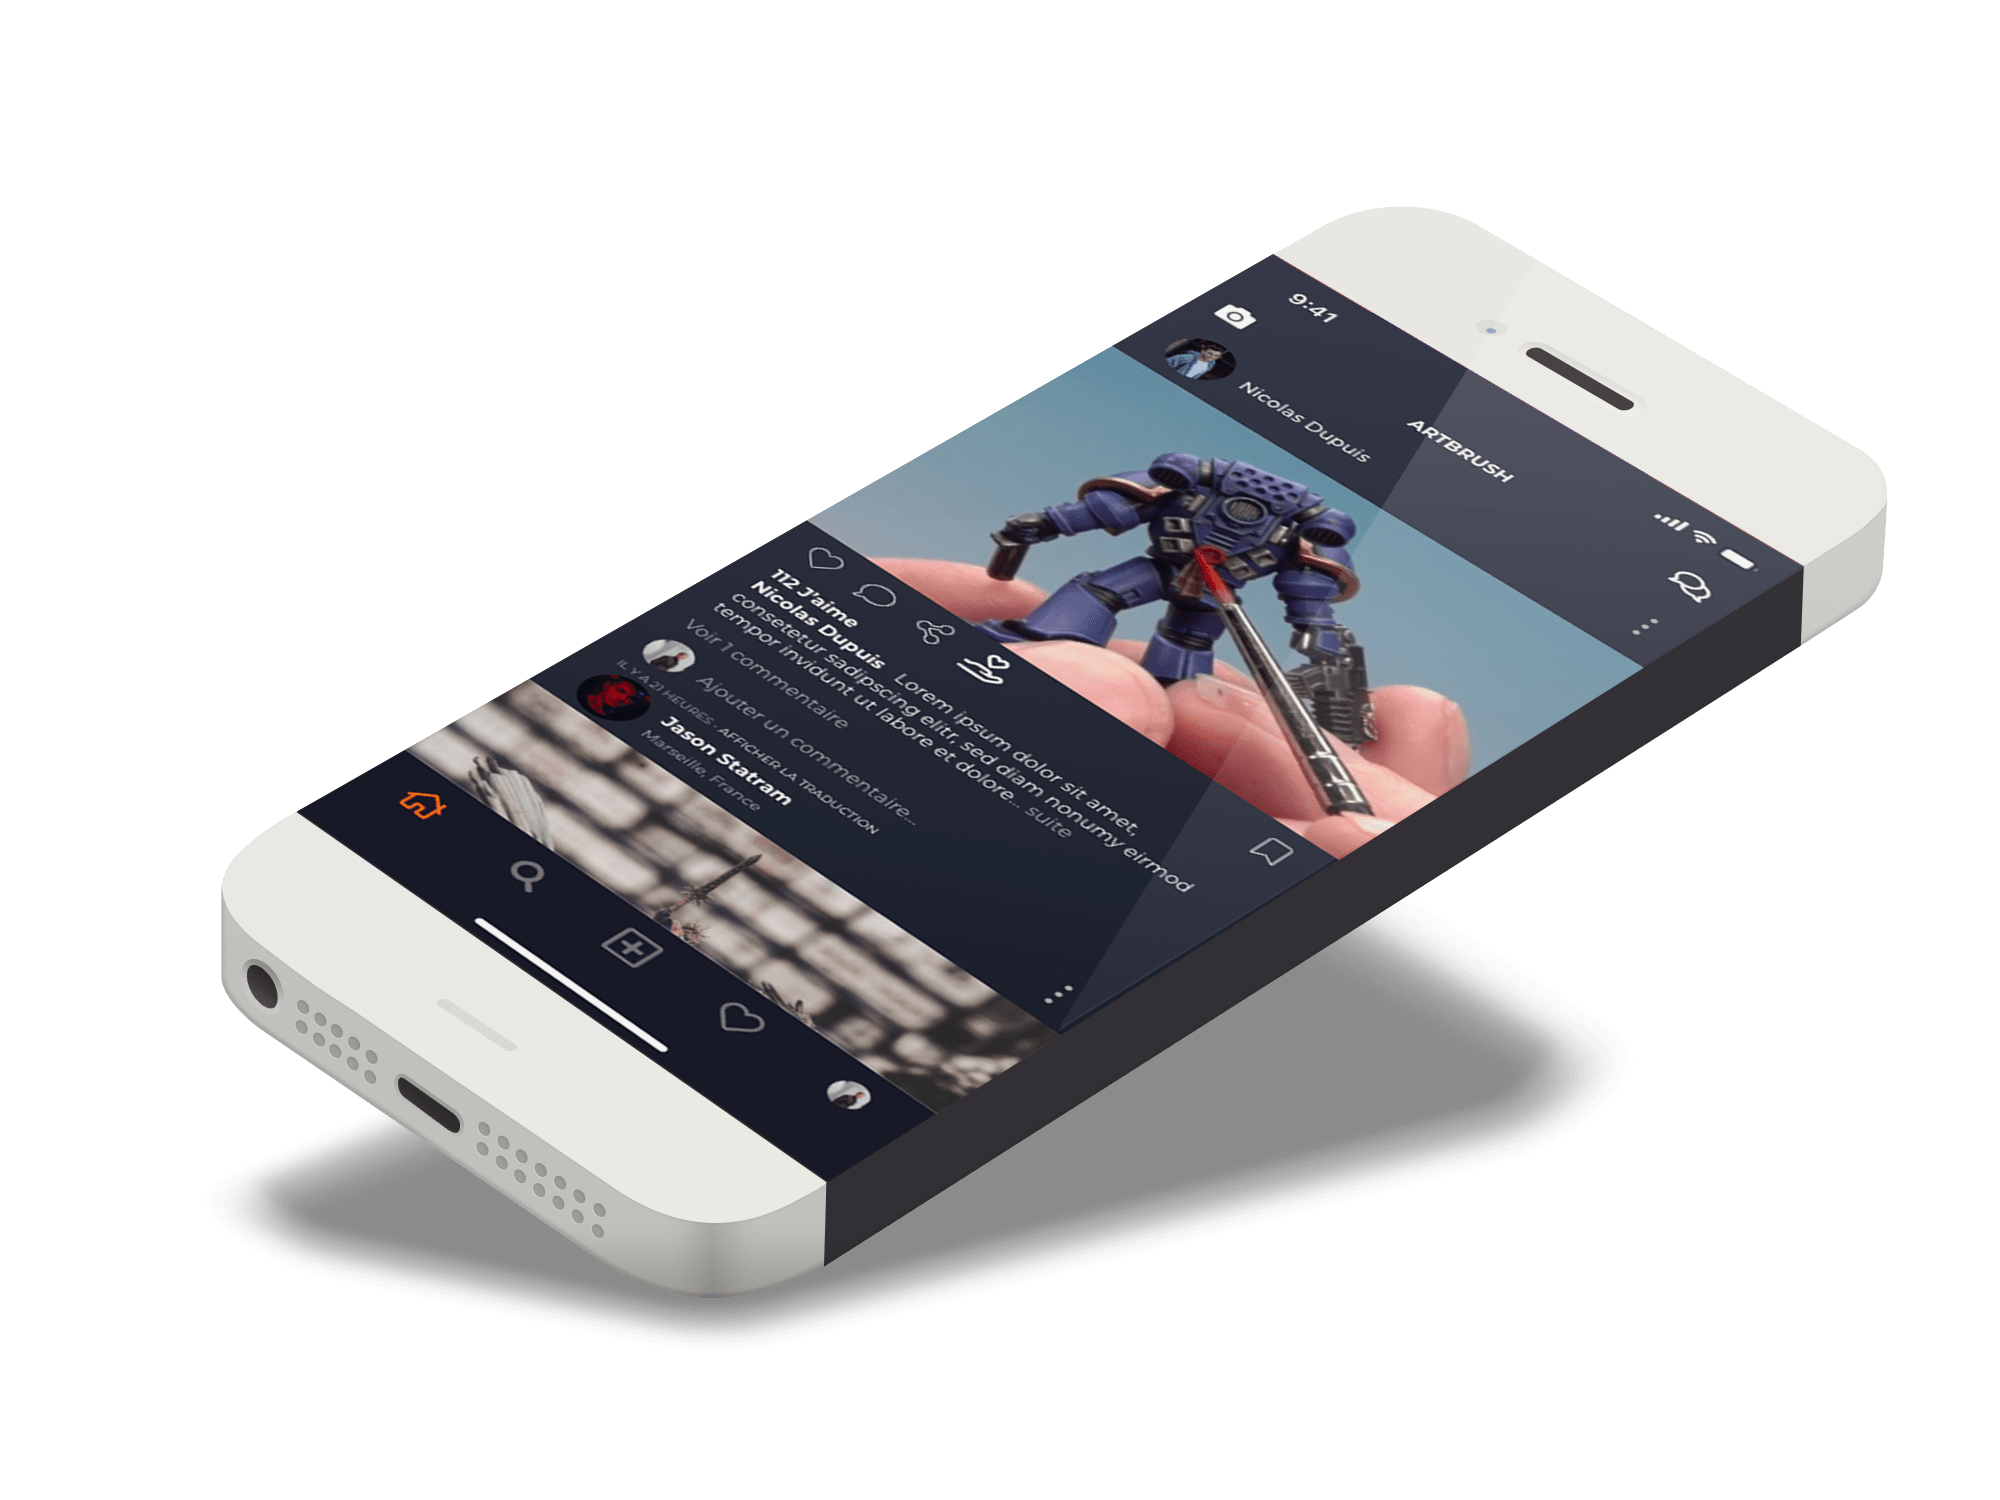 9:41
ARTBRUSH
Nicolas Dupuis
112 J'aime
Nicolas Dupuis Lorem ipsum dolor sit amet,
consetetur sadipscing elitr, sed diam nonumy eirmod
tempor invidunt ut labore et dolore... suite
Voir 1 commentaire
Ajouter un commentaire...
IL Y A 21 HEURES - AFFICHER LA TRADUCTION
Jason Statram
Marseille, France